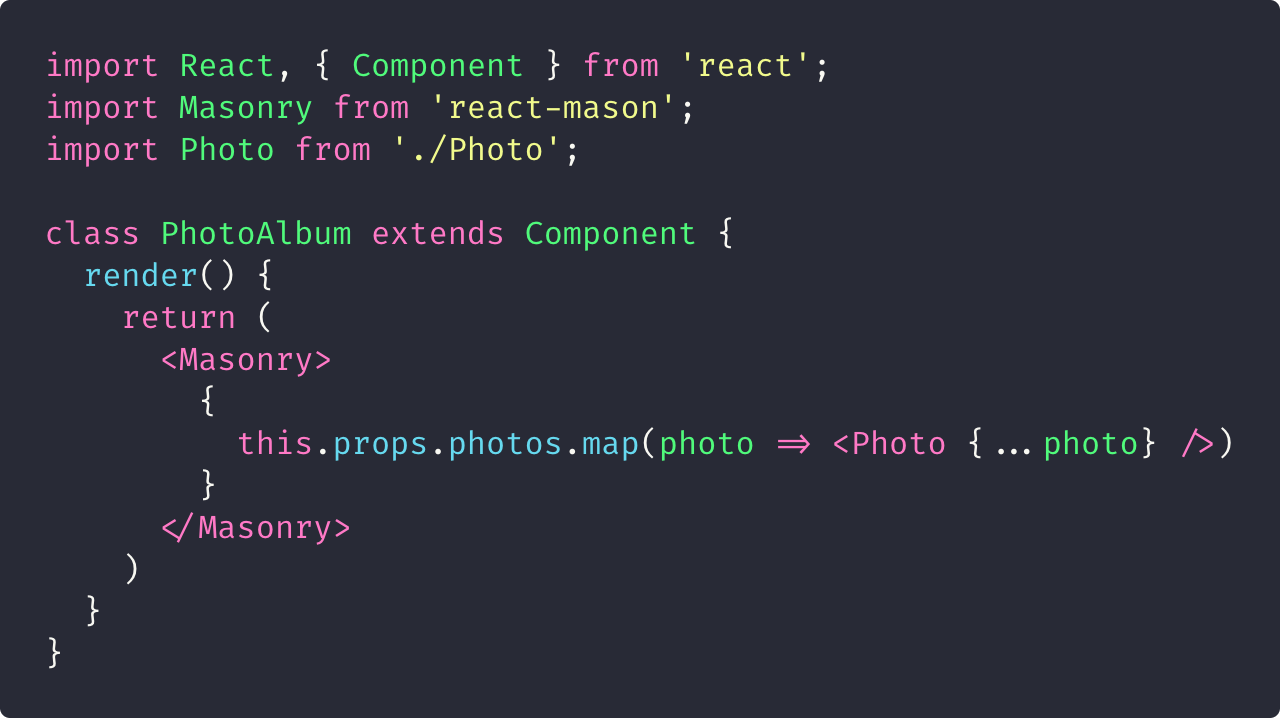 import React, { Component } from 'react';
import Masonry from 'react-mason';
import Photo from './Photo';

class PhotoAlbum extends Component {
  render() {
    return (
      <Masonry>
        {
          this.props.photos.map(photo => <Photo {...photo} />)
        }
      </Masonry>
    )
  }
}